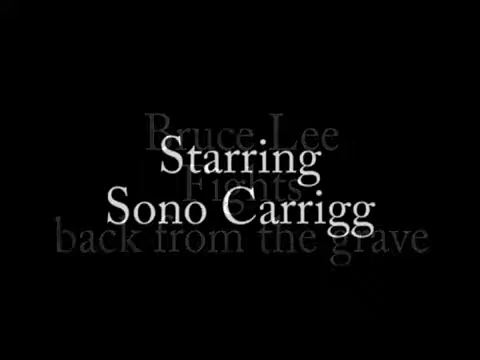 Bruce Lee
Starring
Fights
Sono Carrigg
back from the grave